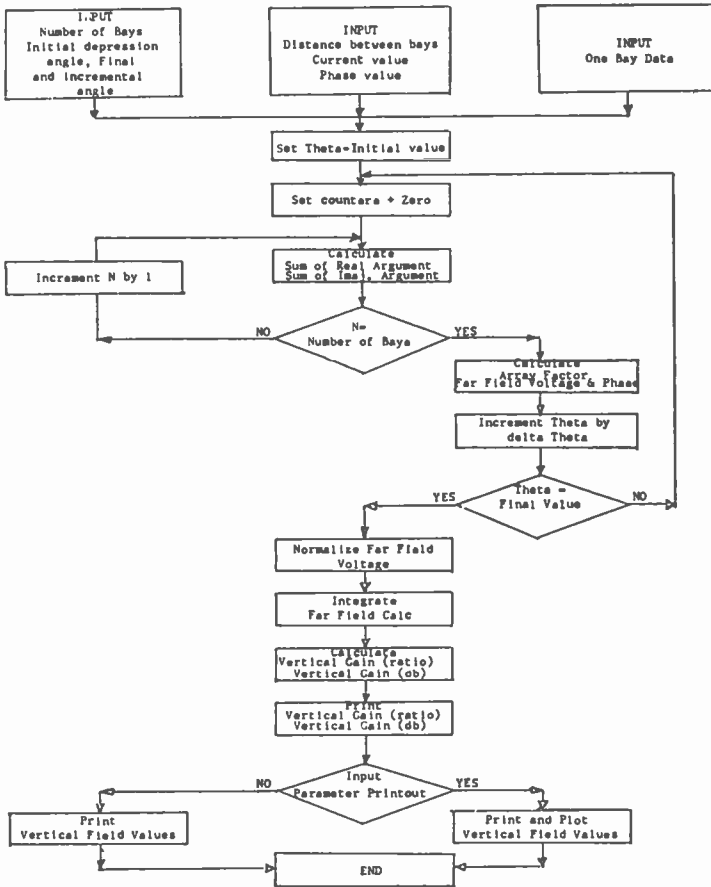 I.PUT
Number of Bays
Initial depression
angle, Final
and incremental
angle
INPUT
Distance between bays
Current value
Phase value
INPUT
One Bay Data
Set Theta=Initial value
Set countara + Zero
Calculate
Sum of Real Argument
Sum of Imai. Argument
Increment N by 1
NO
N=
Number of Baya
YES
Calculate
Array Factor
Far Field Voltage & Phase
Increment Theta by
delta Theta
YES
Theta =
Final Value
NO
Normalize Far Field
Voltage
Integrate
Far Field Calc
Calculata
Vertical Gain (ratio)
Vertical Gain (db)
Print
Vertical Gain (ratio)
Vertical Gain (db)
NO
Input
Parameter Printout
YES
Print
Vertical Field Values
Print and Plot
Vertical Field Values
END